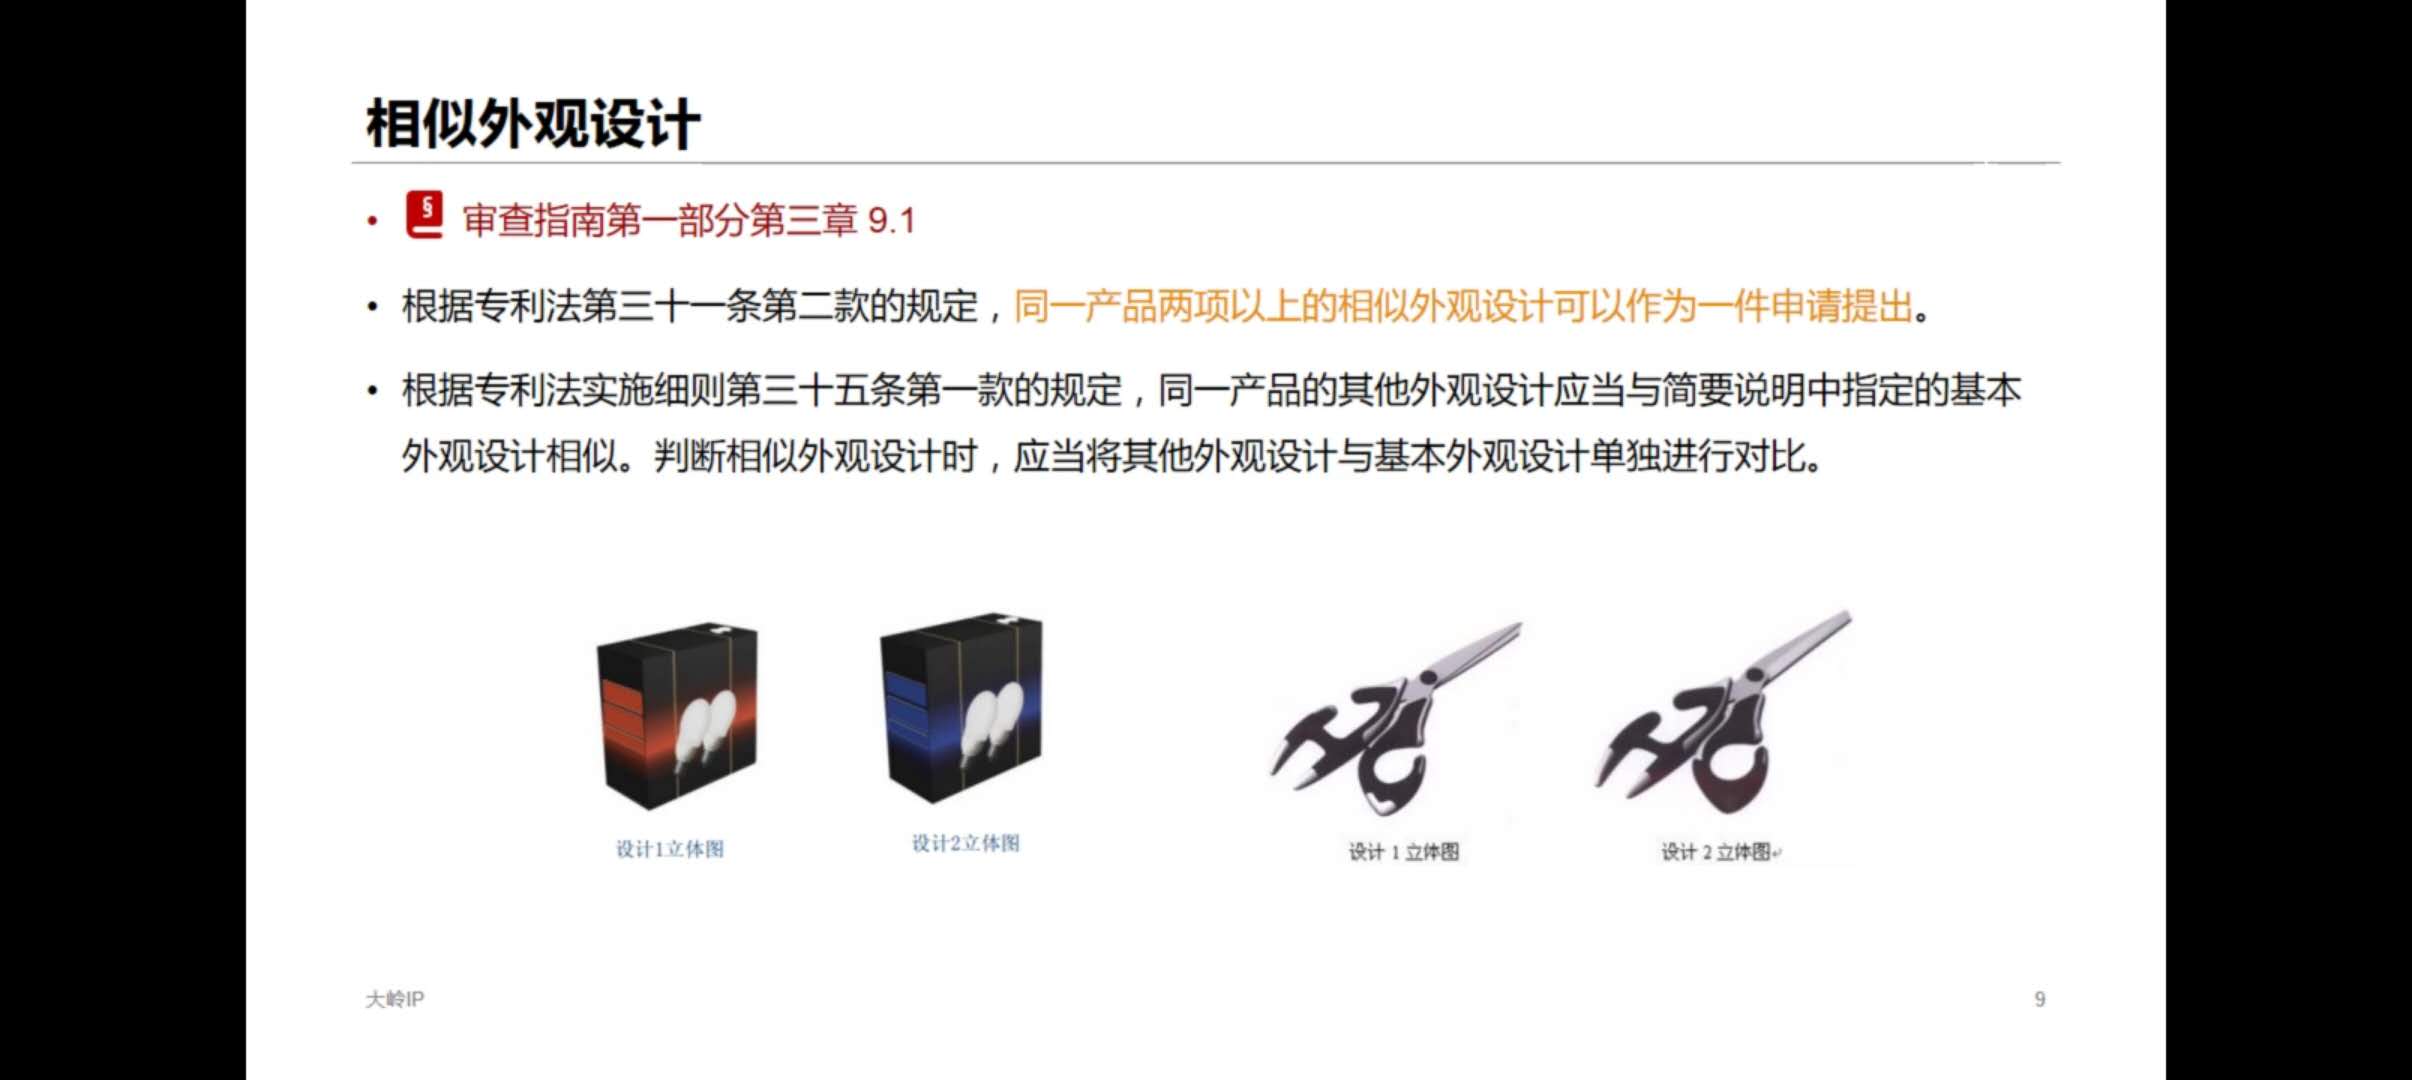 相似外观设计
• § 审查指南第一部分第三章 9.1
• 根据专利法第三十一条第二款的规定，同一产品两项以上的相似外观设计可以作为一件申请提出。
• 根据专利法实施细则第三十五条第一款的规定，同一产品的其他外观设计应当与简要说明中指定的基本
外观设计相似。判断相似外观设计时，应当将其他外观设计与基本外观设计单独进行对比。
设计1立体图
设计2立体图
设计 1 立体图
设计 2 立体图↵
大岭IP
9